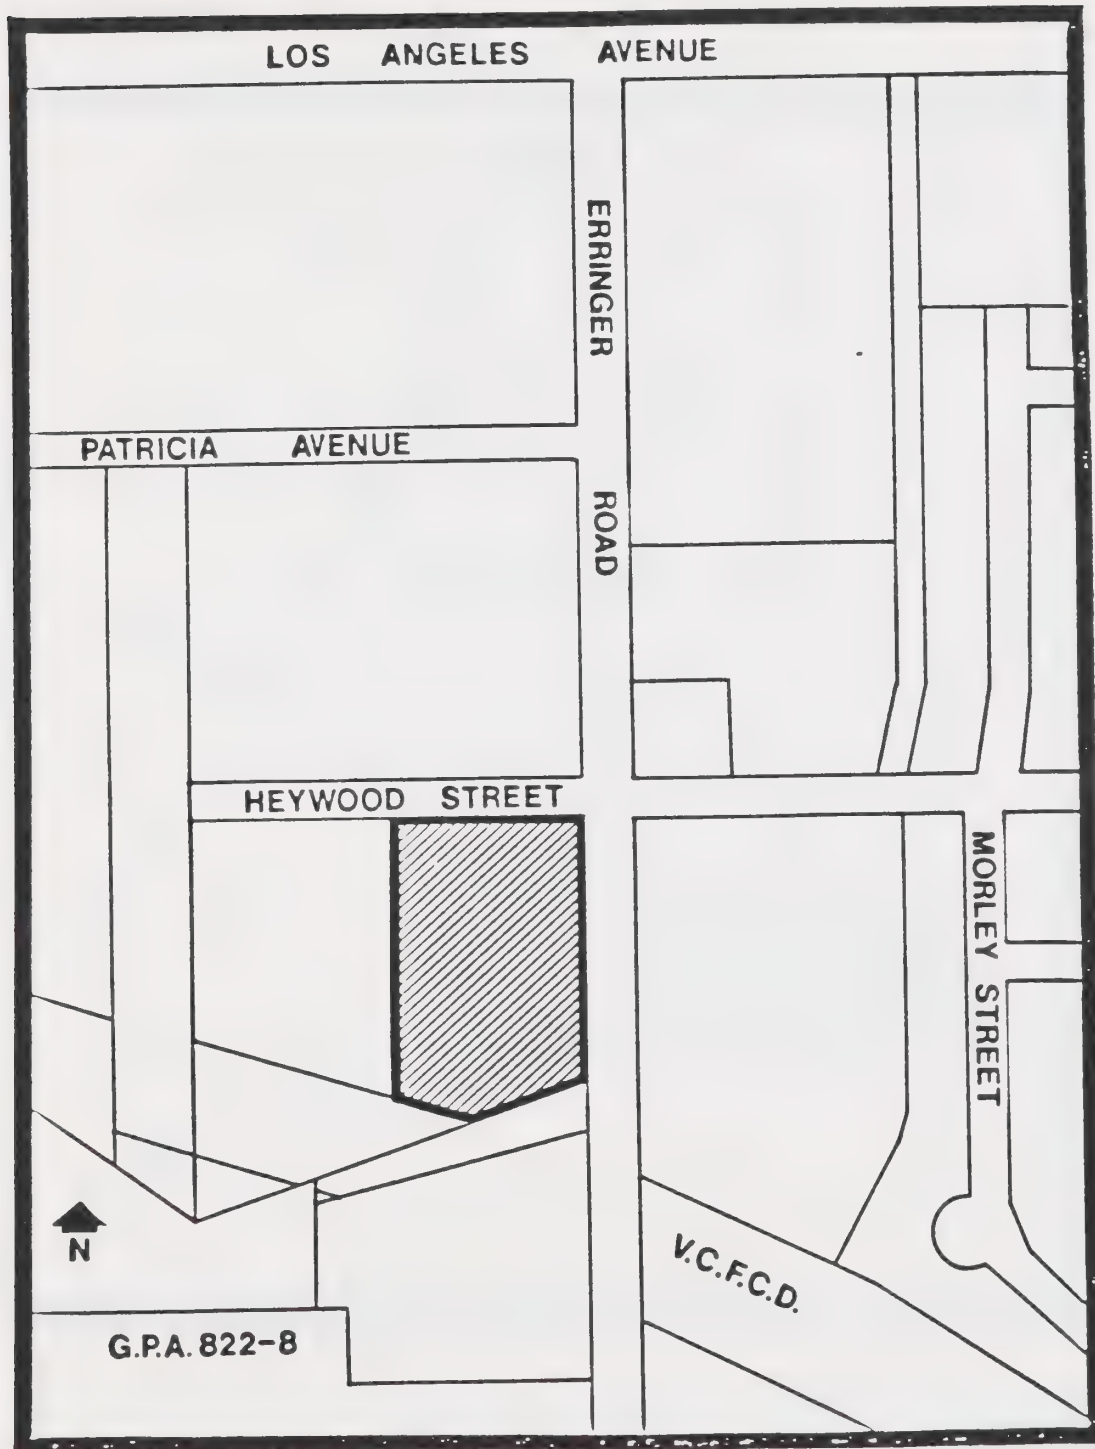 LOS ANGELES AVENUE
ERRINGER ROAD
PATRICIA AVENUE
HEYWOOD STREET
MORLEY STREET
N
V.C.F.C.D.
G.P.A. 822-8